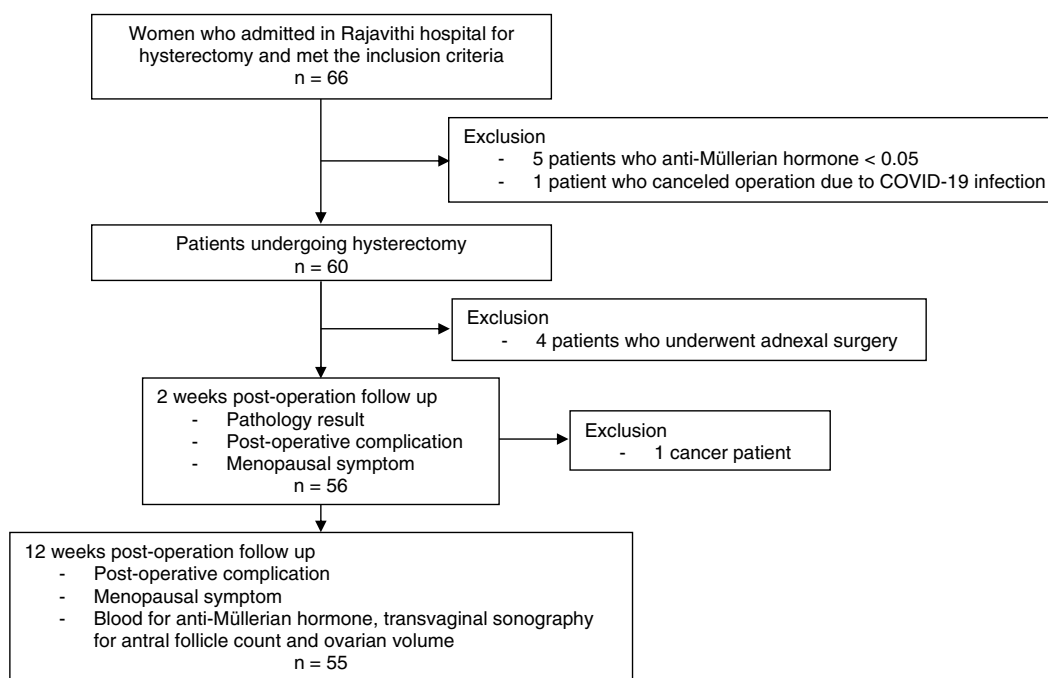 Women who admitted in Rajavithi hospital for
hysterectomy and met the inclusion criteria
n = 66
Exclusion
- 5 patients who anti-Müllerian hormone < 0.05
- 1 patient who canceled operation due to COVID-19 infection
Patients undergoing hysterectomy
n = 60
Exclusion
- 4 patients who underwent adnexal surgery
2 weeks post-operation follow up
- Pathology result
- Post-operative complication
- Menopausal symptom
n = 56
Exclusion
- 1 cancer patient
12 weeks post-operation follow up
- Post-operative complication
- Menopausal symptom
- Blood for anti-Müllerian hormone, transvaginal sonography
for antral follicle count and ovarian volume
n = 55